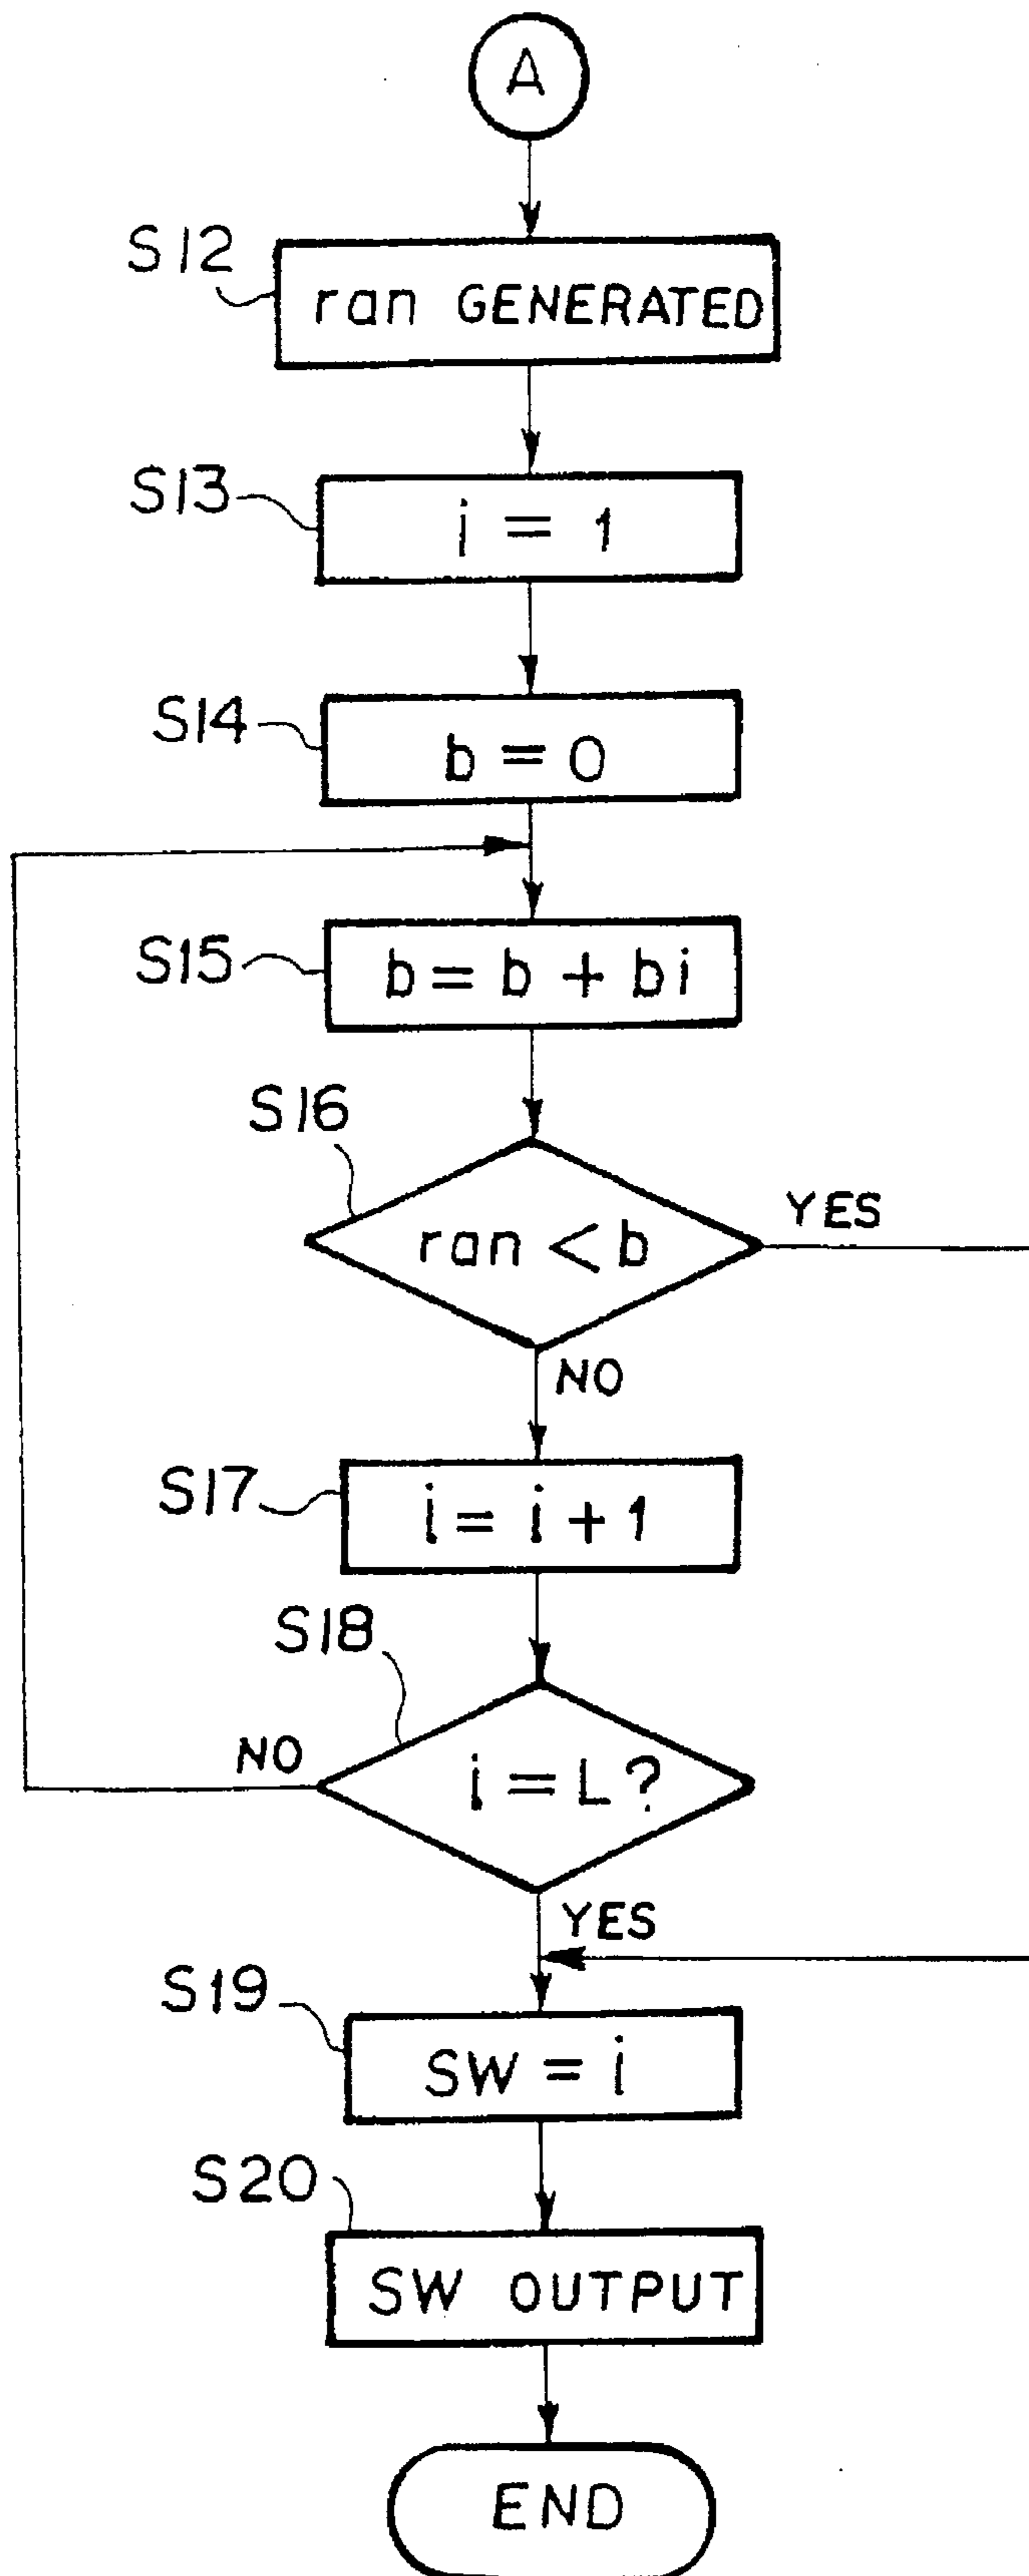 A
S12
ran GENERATED
S13
i = 1
S14
b = 0
S15
b = b + bi
S16
ran < b
YES
NO
S17
i = i + 1
S18
NO
i = L?
YES
S19
SW = i
S20
SW OUTPUT
END